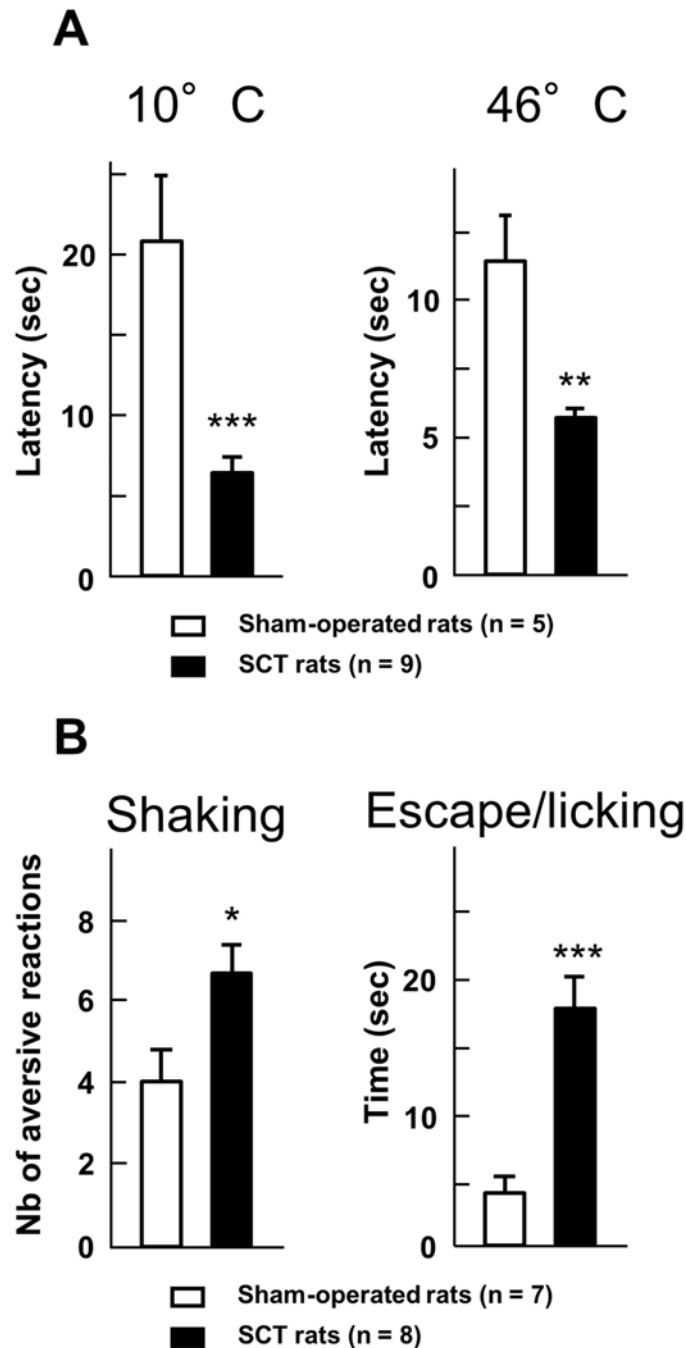 A
10° C
46° C
Latency (sec)
20
10
0
***
Latency (sec)
10
5
0
**
Sham-operated rats (n = 5)
SCT rats (n = 9)
B
Shaking
Escape/licking
Nb of aversive reactions
8
6
4
2
0
*
Time (sec)
20
10
0
***
Sham-operated rats (n = 7)
SCT rats (n = 8)